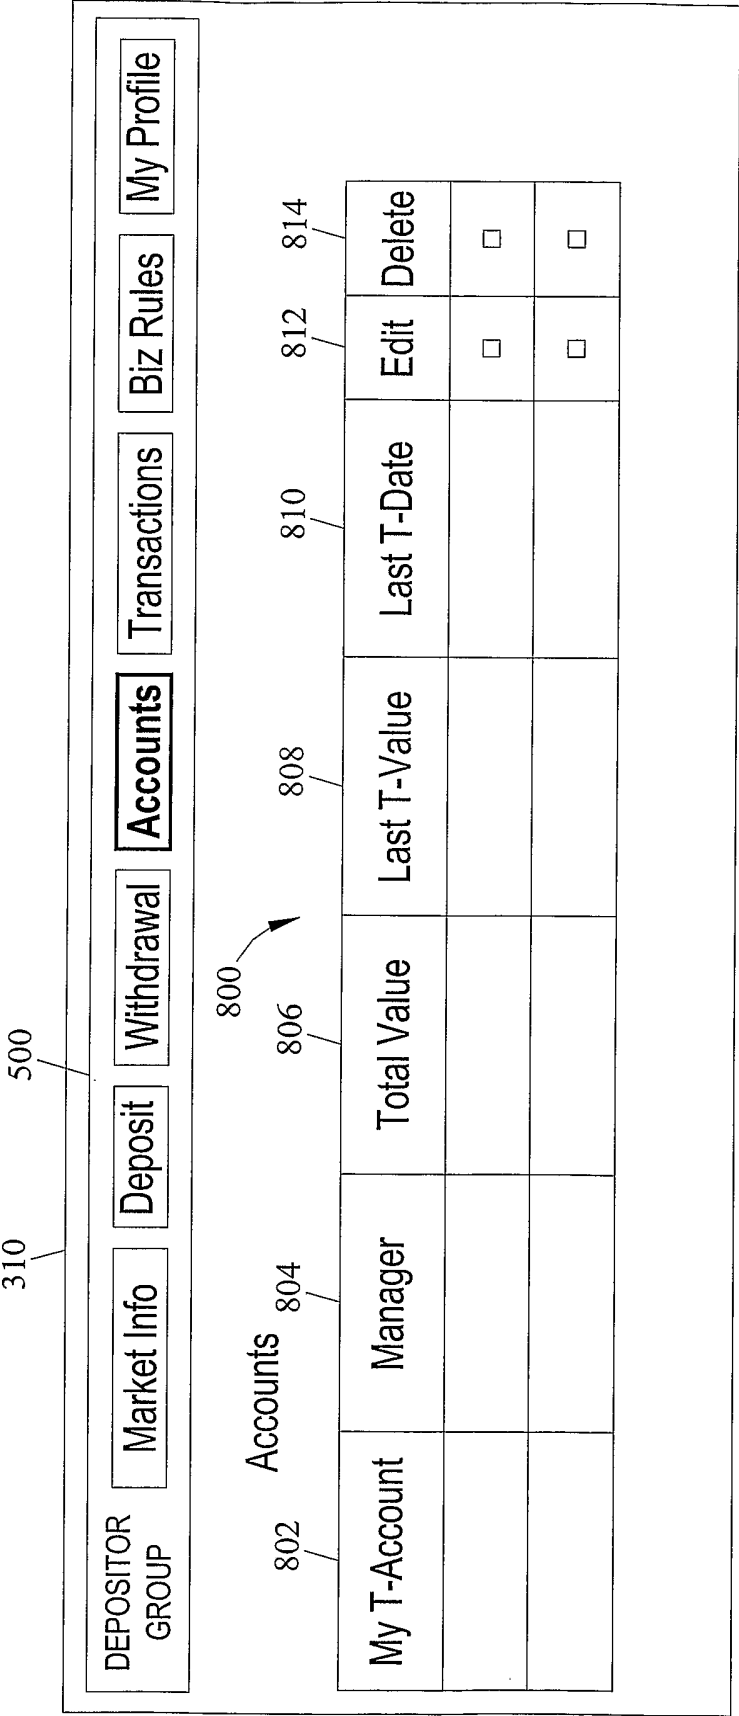 310
500
DEPOSITOR
GROUP
Market Info
Deposit
Withdrawal
Accounts
Transactions
Biz Rules
My Profile
800
Accounts
802
804
806
808
810
812
814
My T-Account
Manager
Total Value
Last T-Value
Last T-Date
Edit
Delete